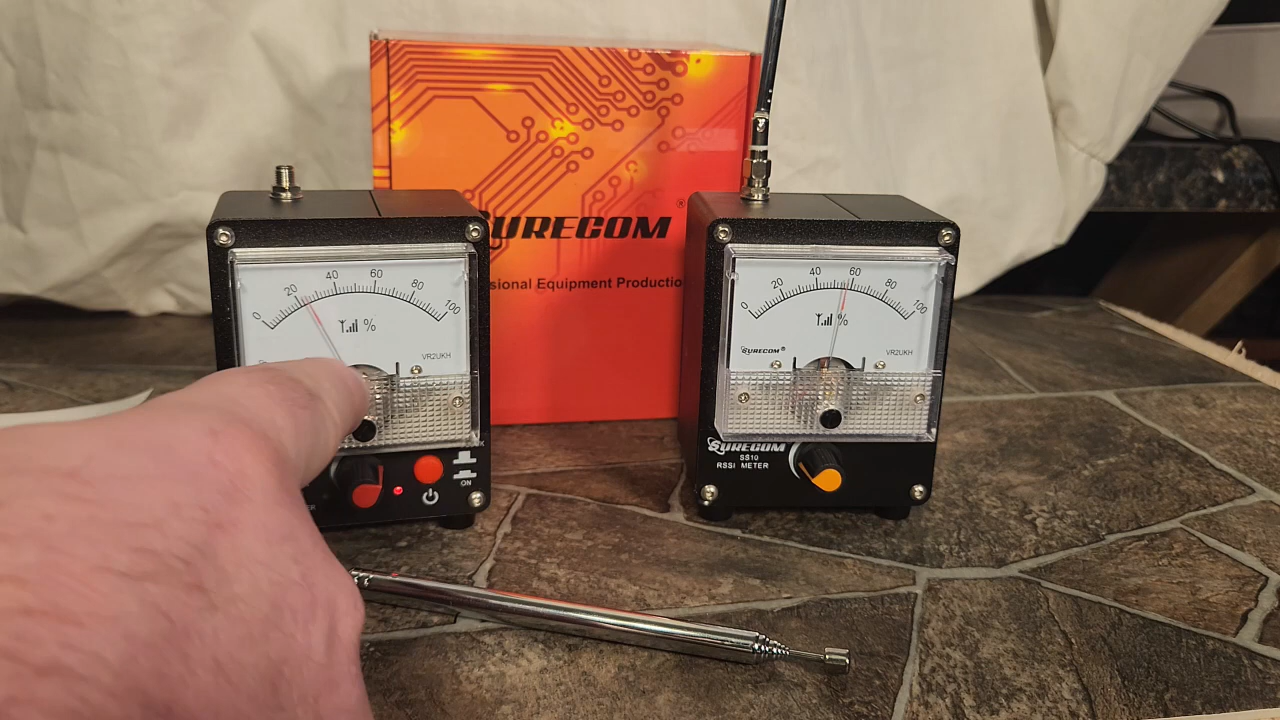 SURECOM®
sional Equipment Productio
0 20 40 60 80 100
%
VR2UKH
ON
0 20 40 60 80 100
%
SURECOM®
VR2UKH
SURECOM
SS10
RSSI METER